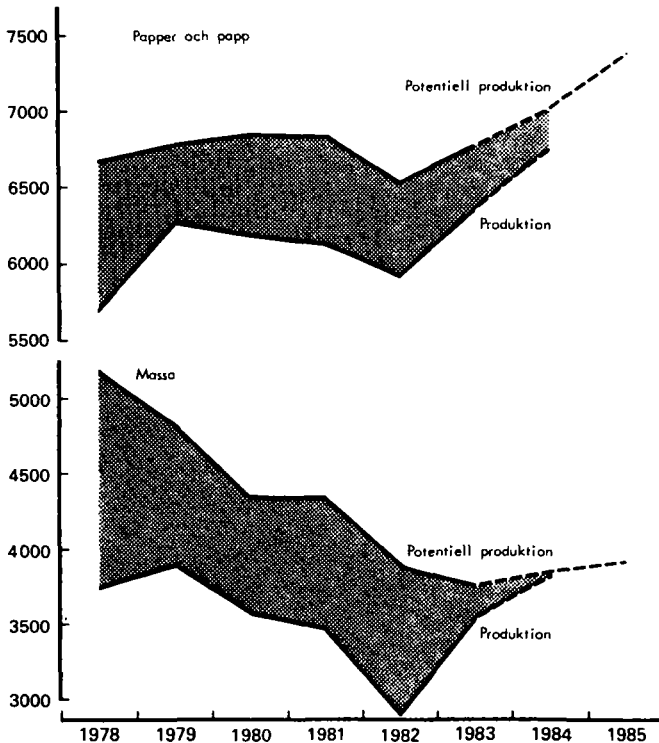 7500
Papper och papp
Potentiell produktion
7000
6500
Produktion
6000
5500
Massa
5000
4500
4000
Potentiell produktion
3500
Produktion
3000
1978 1979 1980 1981 1982 1983 1984 1985